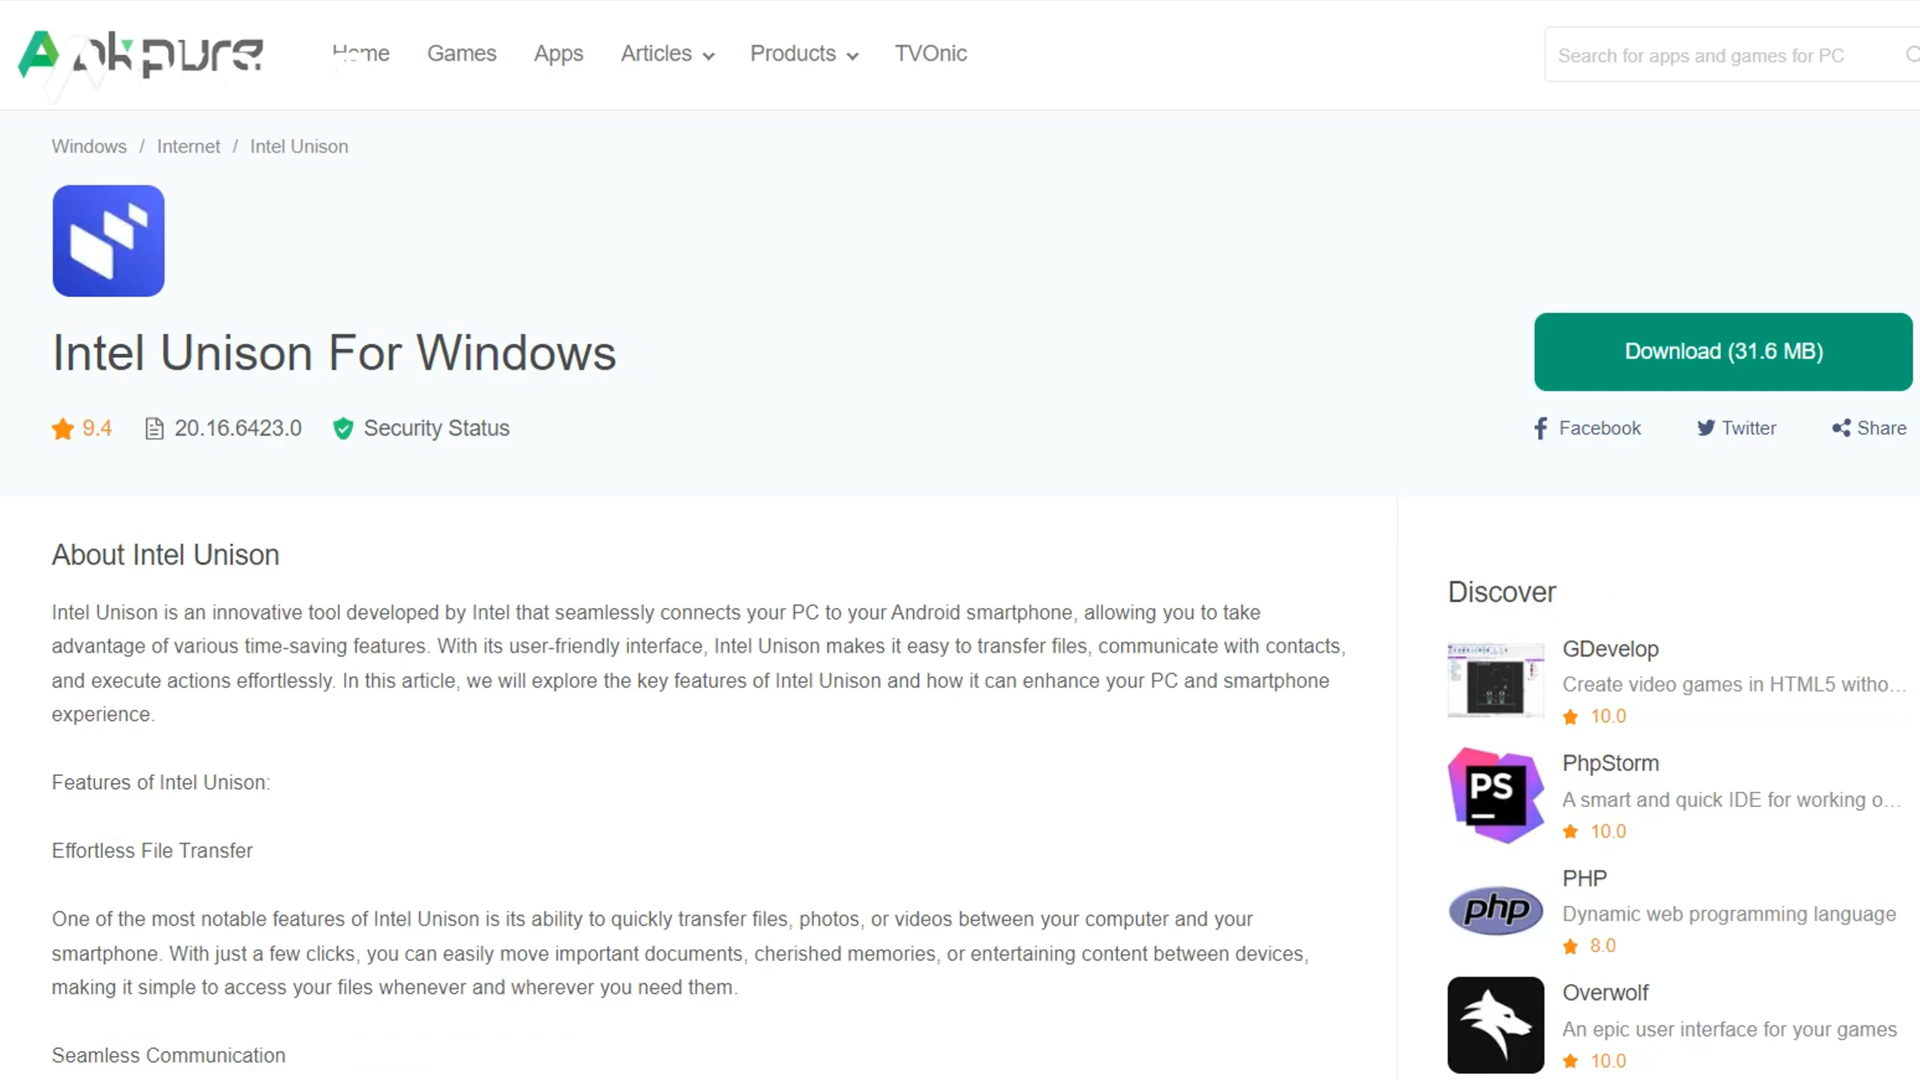 Apkpure
Home Games Apps Articles Products TVOnic
Search for apps and games for PC
Windows / Internet / Intel Unison
Intel Unison For Windows
Download (31.6 MB)
9.4 20.16.6423.0 Security Status
Facebook Twitter Share
About Intel Unison
Intel Unison is an innovative tool developed by Intel that seamlessly connects your PC to your Android smartphone, allowing you to take
advantage of various time-saving features. With its user-friendly interface, Intel Unison makes it easy to transfer files, communicate with contacts,
and execute actions effortlessly. In this article, we will explore the key features of Intel Unison and how it can enhance your PC and smartphone
experience.
Features of Intel Unison:
Effortless File Transfer
One of the most notable features of Intel Unison is its ability to quickly transfer files, photos, or videos between your computer and your
smartphone. With just a few clicks, you can easily move important documents, cherished memories, or entertaining content between devices,
making it simple to access your files whenever and wherever you need them.
Seamless Communication
Discover
GDevelop
Create video games in HTML5 witho...
10.0
PS
PhpStorm
A smart and quick IDE for working o...
10.0
php
PHP
Dynamic web programming language
8.0
Overwolf
An epic user interface for your games
10.0